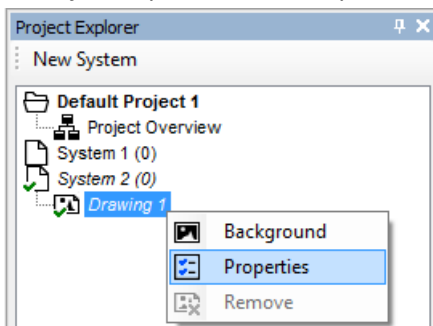 Project Explorer
New System
Default Project 1
Project Overview
System 1 (0)
System 2 (0)
Drawing 1
Background
Properties
Remove